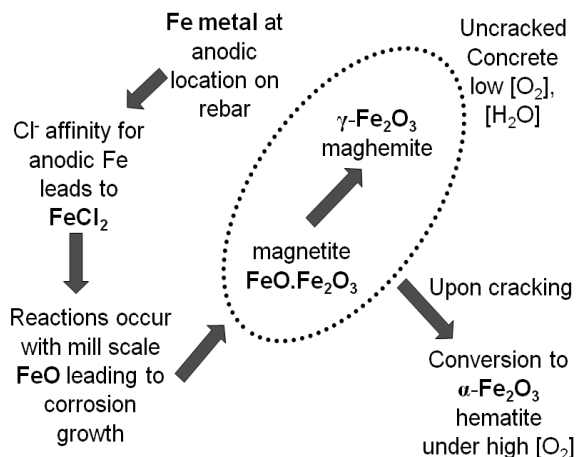 Fe metal at
anodic
location on
rebar
Cl⁻ affinity for
anodic Fe
leads to
FeCl₂
Reactions occur
with mill scale
FeO leading to
corrosion
growth
magnetite
FeO.Fe₂O₃
γ-Fe₂O₃
maghemite
Uncracked
Concrete
low [O₂],
[H₂O]
Upon cracking
Conversion to
α-Fe₂O₃
hematite
under high [O₂]